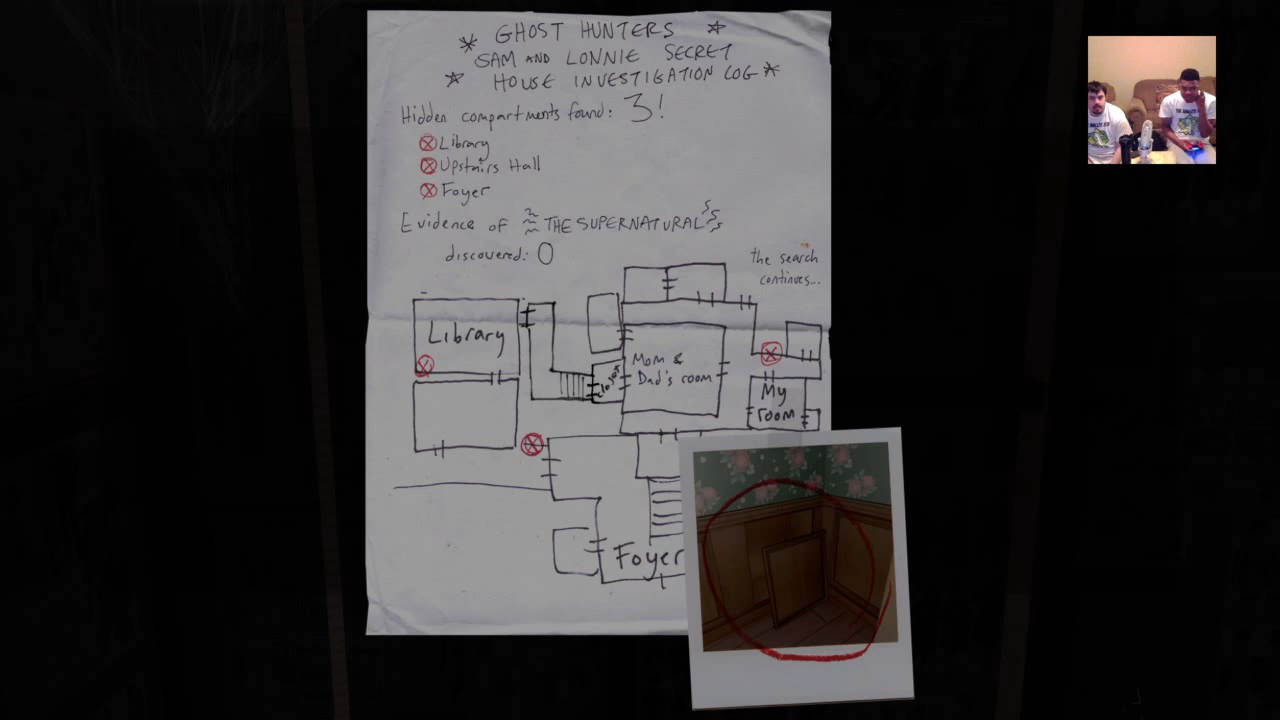 GHOST HUNTERS
SAM AND LONNIE SECRET
HOUSE INVESTIGATION LOG
Hidden compartments found: 3!
Library
Upstairs Hall
Foyer
Evidence of THE SUPERNATURAL
discovered: 0
the search
continues...
Library
Mom &
Dad's room
Closet
My
room
Foyer